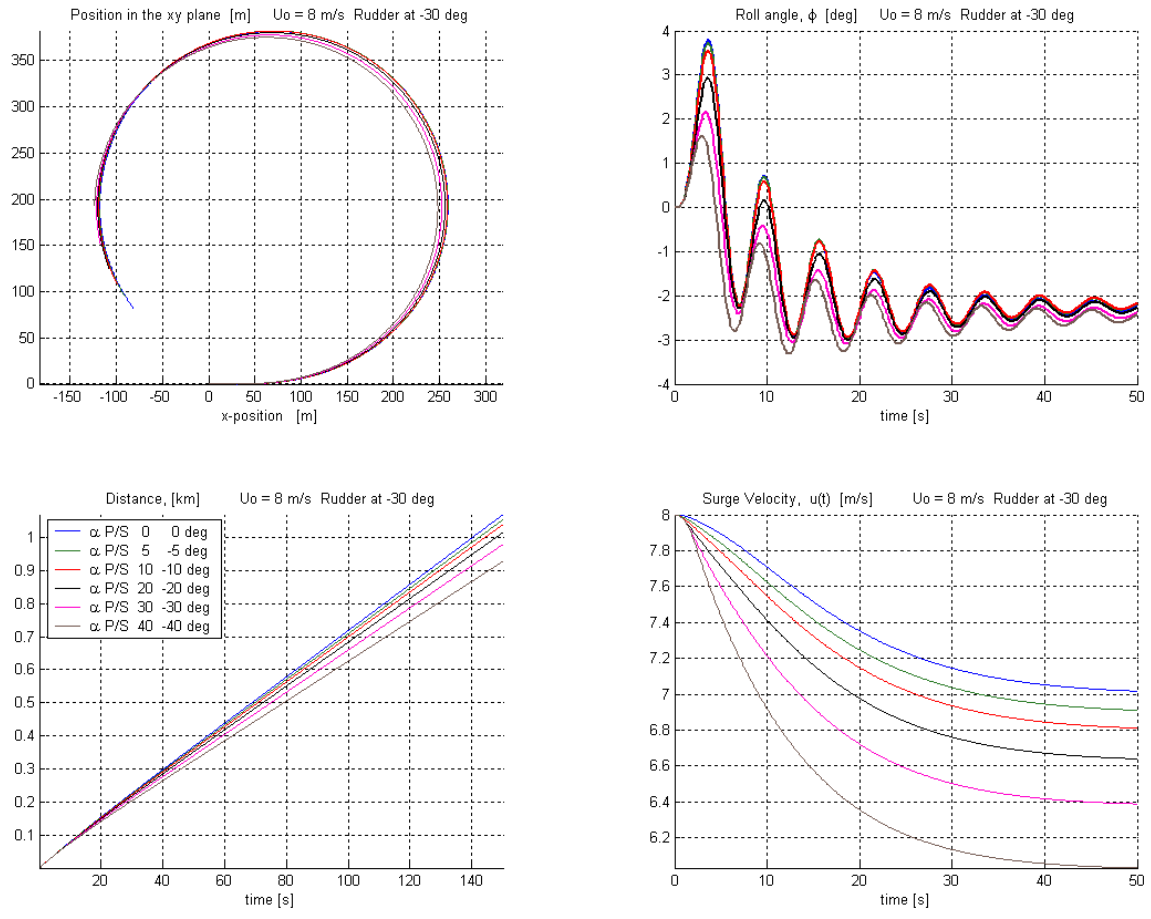 Position in the xy plane [m] Uo = 8 m/s Rudder at -30 deg
350
300
250
200
150
100
50
0
-150 -100 -50 0 50 100 150 200 250 300
x-position [m]
Roll angle, ϕ [deg] Uo = 8 m/s Rudder at -30 deg
4
3
2
1
0
-1
-2
-3
-4
0 10 20 30 40 50
time [s]
Distance, [km] Uo = 8 m/s Rudder at -30 deg
α P/S 0 0 deg
α P/S 5 -5 deg
α P/S 10 -10 deg
α P/S 20 -20 deg
α P/S 30 -30 deg
α P/S 40 -40 deg
1
0.9
0.8
0.7
0.6
0.5
0.4
0.3
0.2
0.1
20 40 60 80 100 120 140
time [s]
Surge Velocity, u(t) [m/s] Uo = 8 m/s Rudder at -30 deg
8
7.8
7.6
7.4
7.2
7
6.8
6.6
6.4
6.2
0 10 20 30 40 50
time [s]